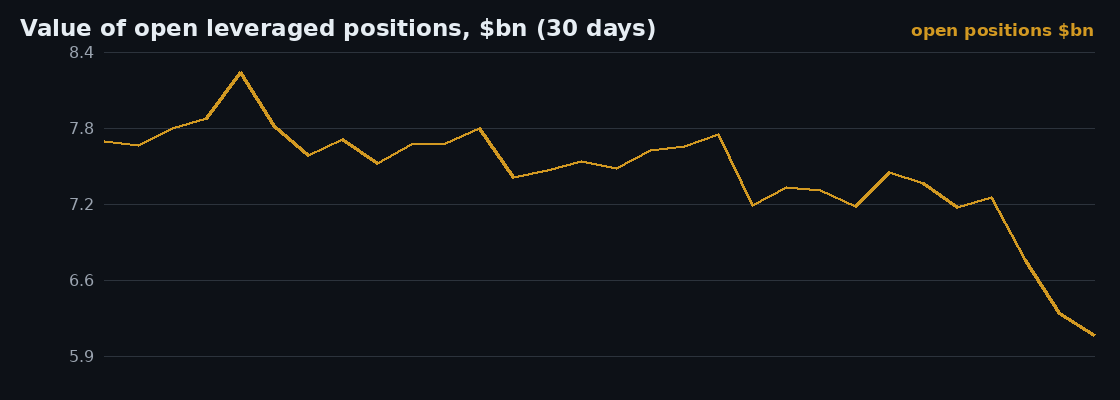 Value of open leveraged positions, $bn (30 days)
open positions $bn
8.4
7.8
7.2
6.6
5.9